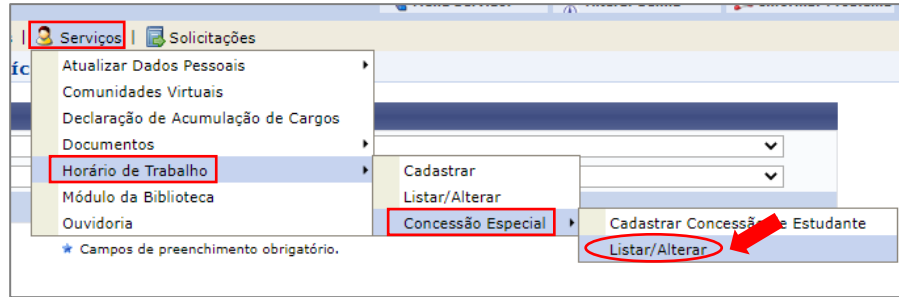 Serviços | Solicitações
Atualizar Dados Pessoais
Comunidades Virtuais
Declaração de Acumulação de Cargos
Documentos
Horário de Trabalho
Cadastrar
Módulo da Biblioteca
Listar/Alterar
Ouvidoria
Concessão Especial
Cadastrar Concessão de Estudante
Campos de preenchimento obrigatório.
Listar/Alterar